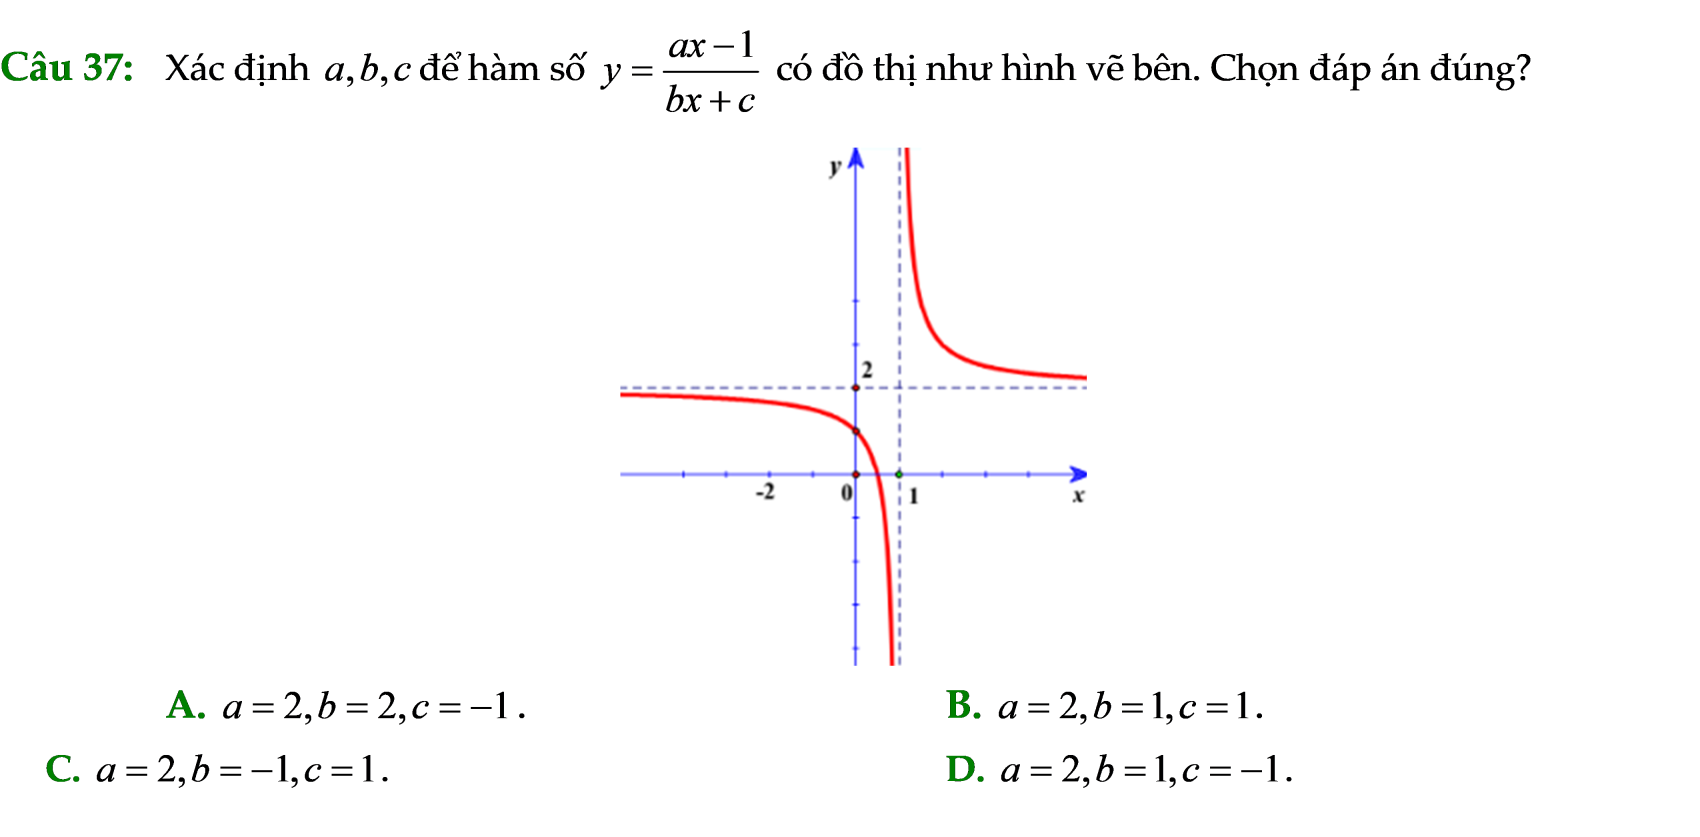 Câu 37: Xác định a, b, c để hàm số y = \frac{ax-1}{bx+c} có đồ thị như hình vẽ bên. Chọn đáp án đúng?
y
2
-2 0 1 x
A. a = 2, b = 2, c = −1. B. a = 2, b = 1, c = 1.
C. a = 2, b = −1, c = 1. D. a = 2, b = 1, c = −1.